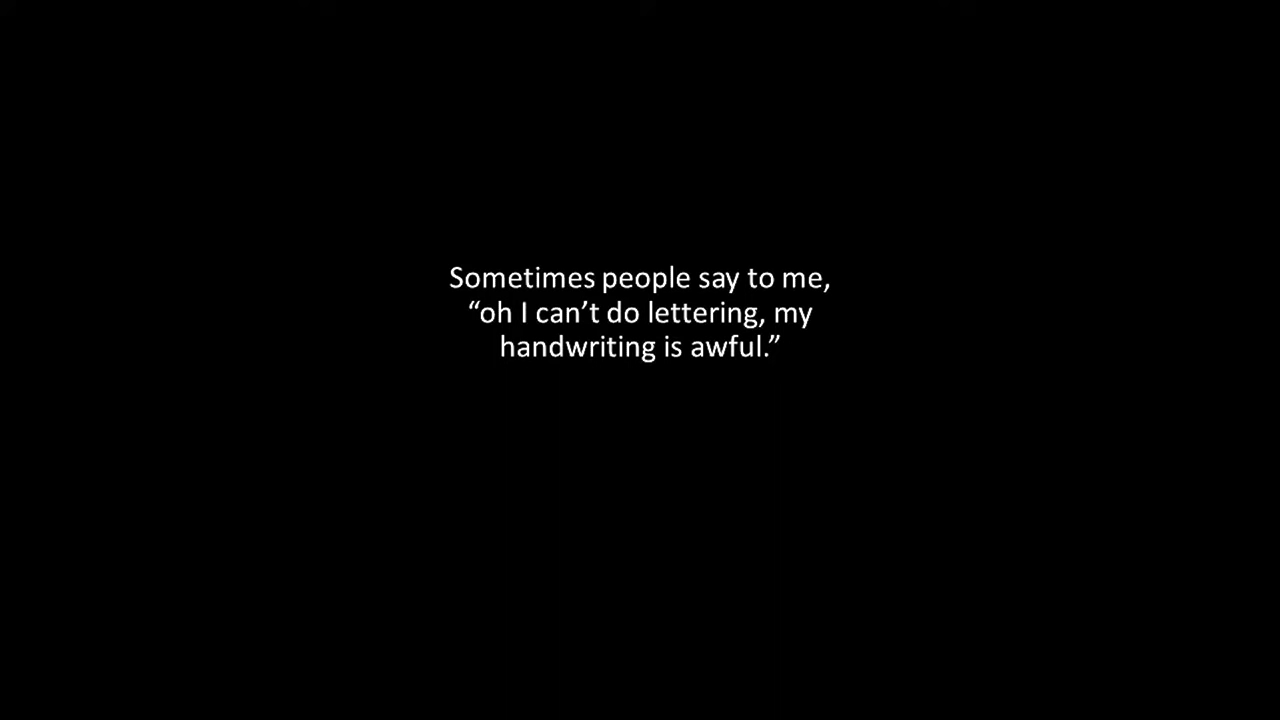 Sometimes people say to me,
“oh I can’t do lettering, my
handwriting is awful.”